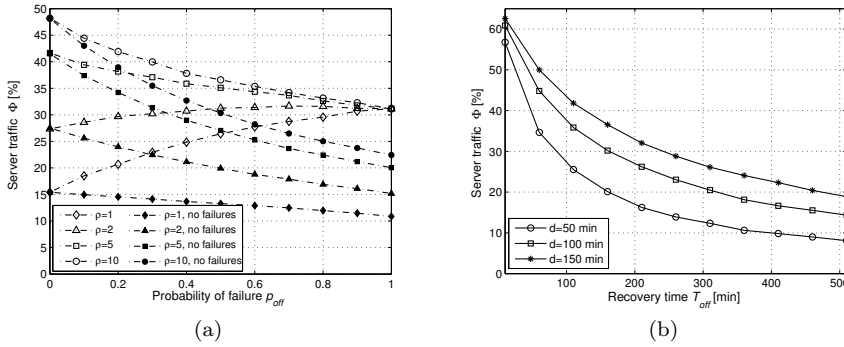 50
45
40
35
30
25
20
15
10
5
0
Server traffic Φ [%]
ρ=1
ρ=2
ρ=5
ρ=10
ρ=1, no failures
ρ=2, no failures
ρ=5, no failures
ρ=10, no failures
0 0.2 0.4 0.6 0.8 1
Probability of failure p_off
(a)
60
50
40
30
20
10
0
Server traffic Φ [%]
d=50 min
d=100 min
d=150 min
100 200 300 400 500
Recovery time T_off [min]
(b)